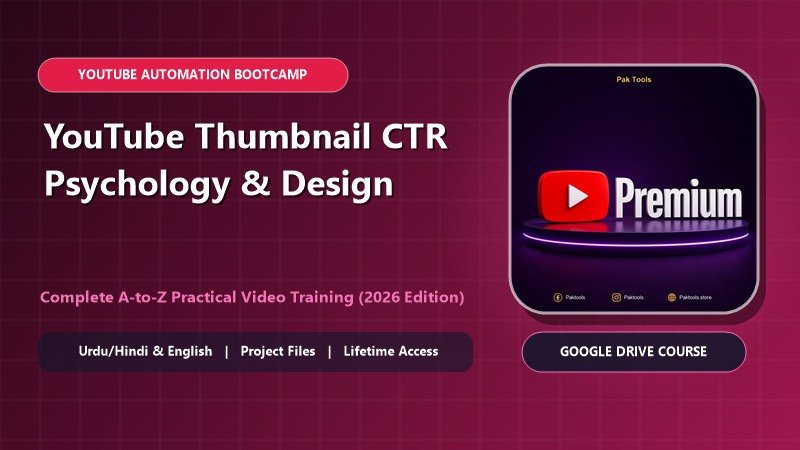 YOUTUBE AUTOMATION BOOTCAMP
YouTube Thumbnail CTR
Psychology & Design
Complete A-to-Z Practical Video Training (2026 Edition)
Urdu/Hindi & English | Project Files | Lifetime Access
Pak Tools
Premium
Paktools Paktools Paktools.store
GOOGLE DRIVE COURSE